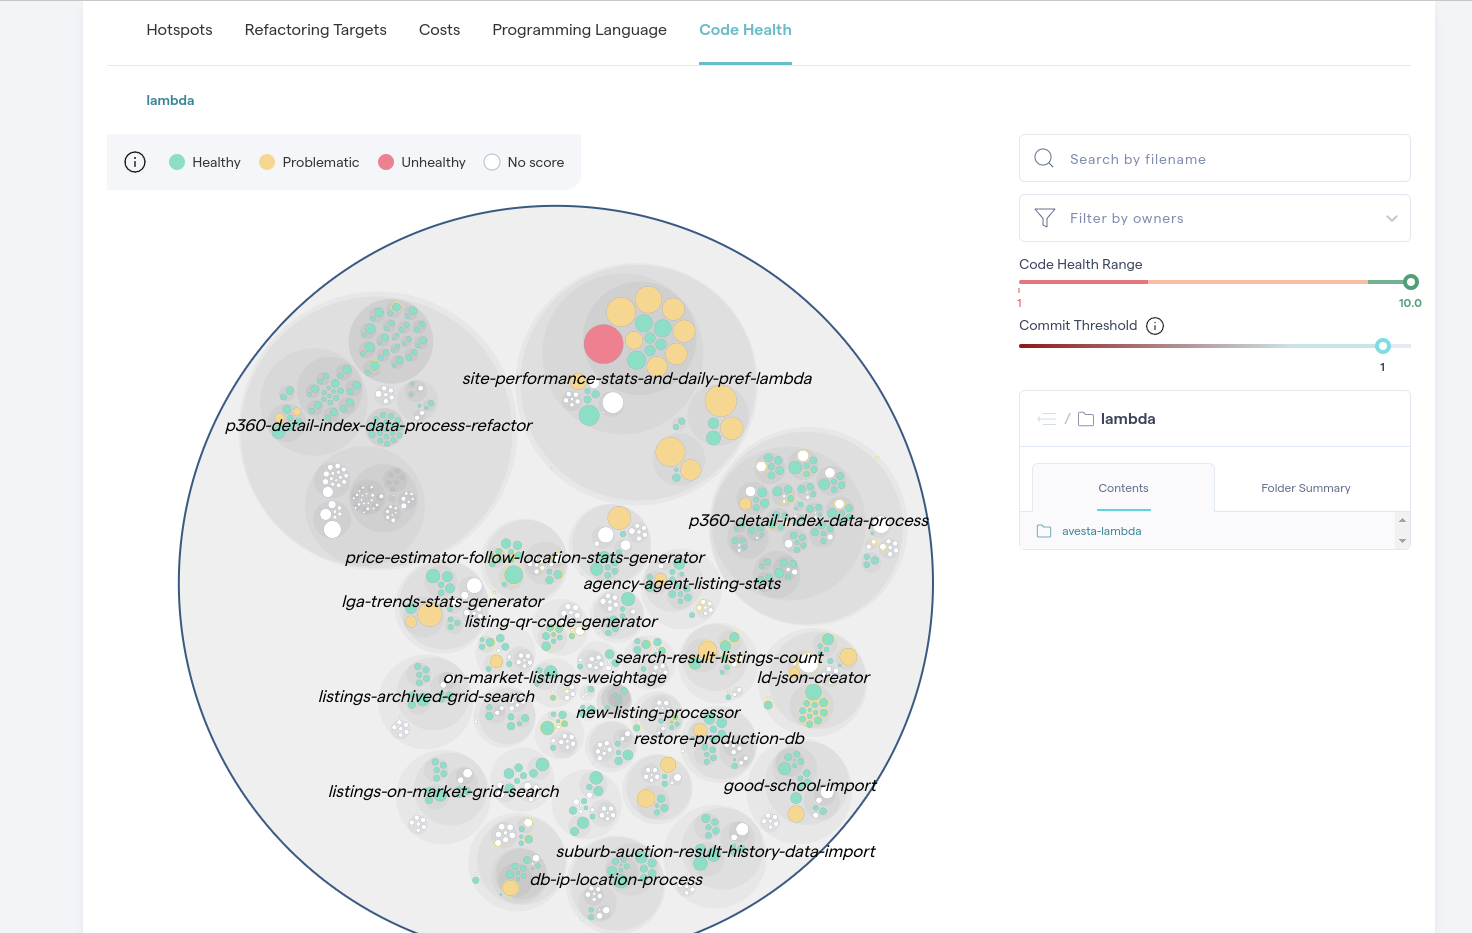 Hotspots Refactoring Targets Costs Programming Language Code Health
lambda
Healthy Problematic Unhealthy No score
Search by filename
Filter by owners
Code Health Range
1 10.0
Commit Threshold
1
/ lambda
Contents Folder Summary
avesta-lambda
site-performance-stats-and-daily-pref-lambda
p360-detail-index-data-process-refactor
p360-detail-index-data-process
price-estimator-follow-location-stats-generator
agency-agent-listing-stats
lga-trends-stats-generator
listing-qr-code-generator
search-result-listings-count
on-market-listings-weightage
ld-json-creator
listings-archived-grid-search
new-listing-processor
restore-production-db
good-school-import
listings-on-market-grid-search
suburb-auction-result-history-data-import
db-ip-location-process